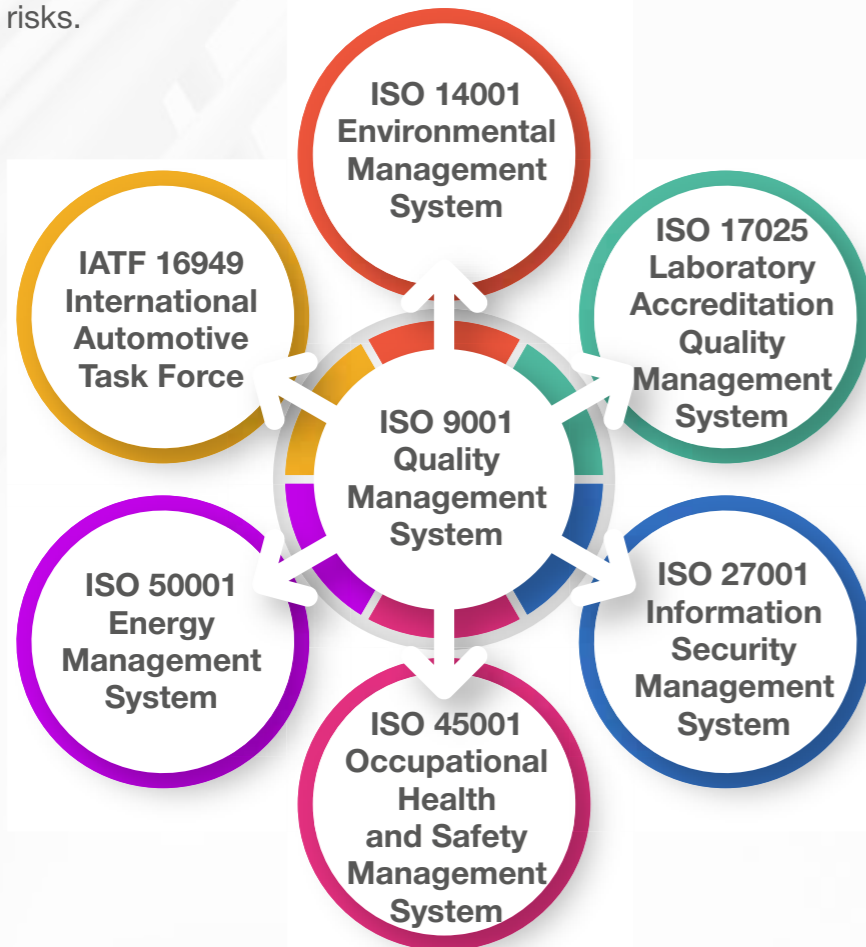 risks.
ISO 14001
Environmental
Management
System
IATF 16949
International
Automotive
Task Force
ISO 17025
Laboratory
Accreditation
Quality
Management
System
ISO 9001
Quality
Management
System
ISO 50001
Energy
Management
System
ISO 27001
Information
Security
Management
System
ISO 45001
Occupational
Health
and Safety
Management
System